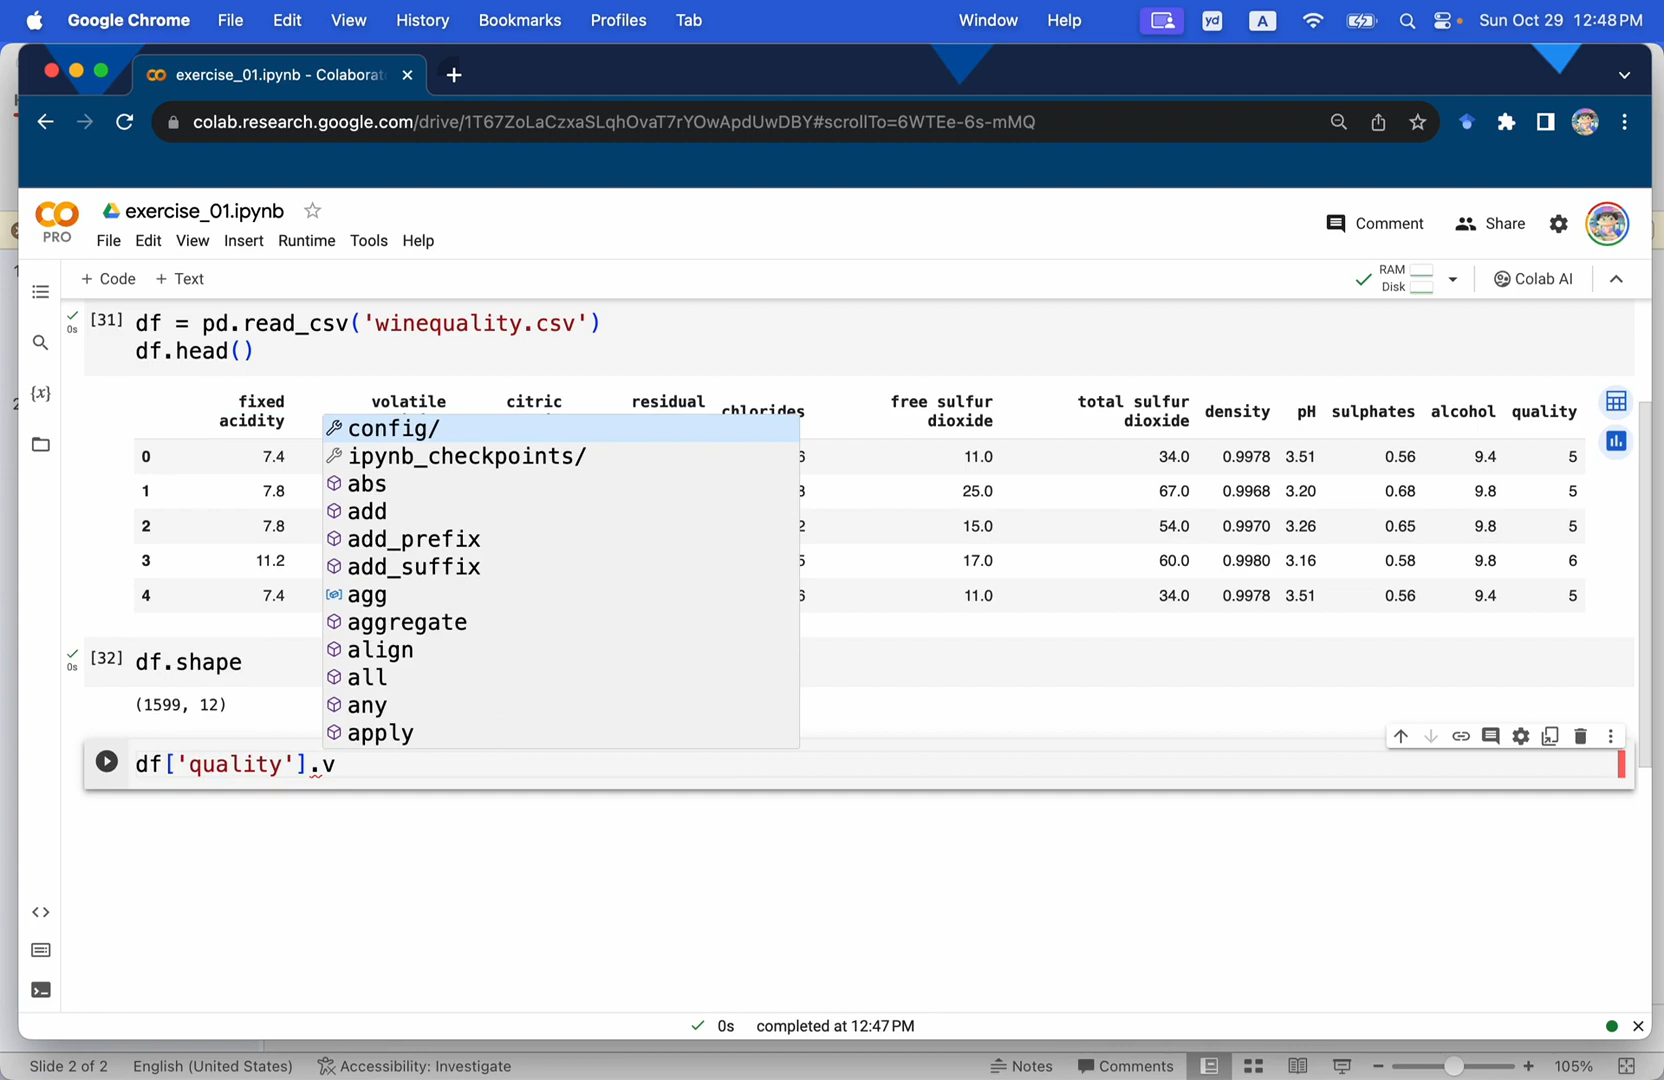 Google Chrome File Edit View History Bookmarks Profiles Tab Window Help yd A Sun Oct 29 12:48 PM
exercise_01.ipynb - Colaborat
colab.research.google.com/drive/1T67ZoLaCzxaSLqhOvaT7rYOwApdUwDBY#scrollTo=6WTEe-6s-mMQ
PRO
exercise_01.ipynb
File Edit View Insert Runtime Tools Help
Comment Share
+ Code + Text
RAM
Disk
Colab AI
0s [31] df = pd.read_csv('winequality.csv')
df.head()
fixed volatile citric residual chlorides free sulfur total sulfur density pH sulphates alcohol quality
acidity dioxide dioxide
0 7.4 6 11.0 34.0 0.9978 3.51 0.56 9.4 5
1 7.8 25.0 67.0 0.9968 3.20 0.68 9.8 5
2 7.8 2 15.0 54.0 0.9970 3.26 0.65 9.8 5
3 11.2 5 17.0 60.0 0.9980 3.16 0.58 9.8 6
4 7.4 6 11.0 34.0 0.9978 3.51 0.56 9.4 5
config/
ipynb_checkpoints/
abs
add
add_prefix
add_suffix
agg
aggregate
align
all
any
apply
{x}
0s [32] df.shape
(1599, 12)
df['quality'].v
0s completed at 12:47 PM
Slide 2 of 2 English (United States) Accessibility: Investigate Notes Comments 105%